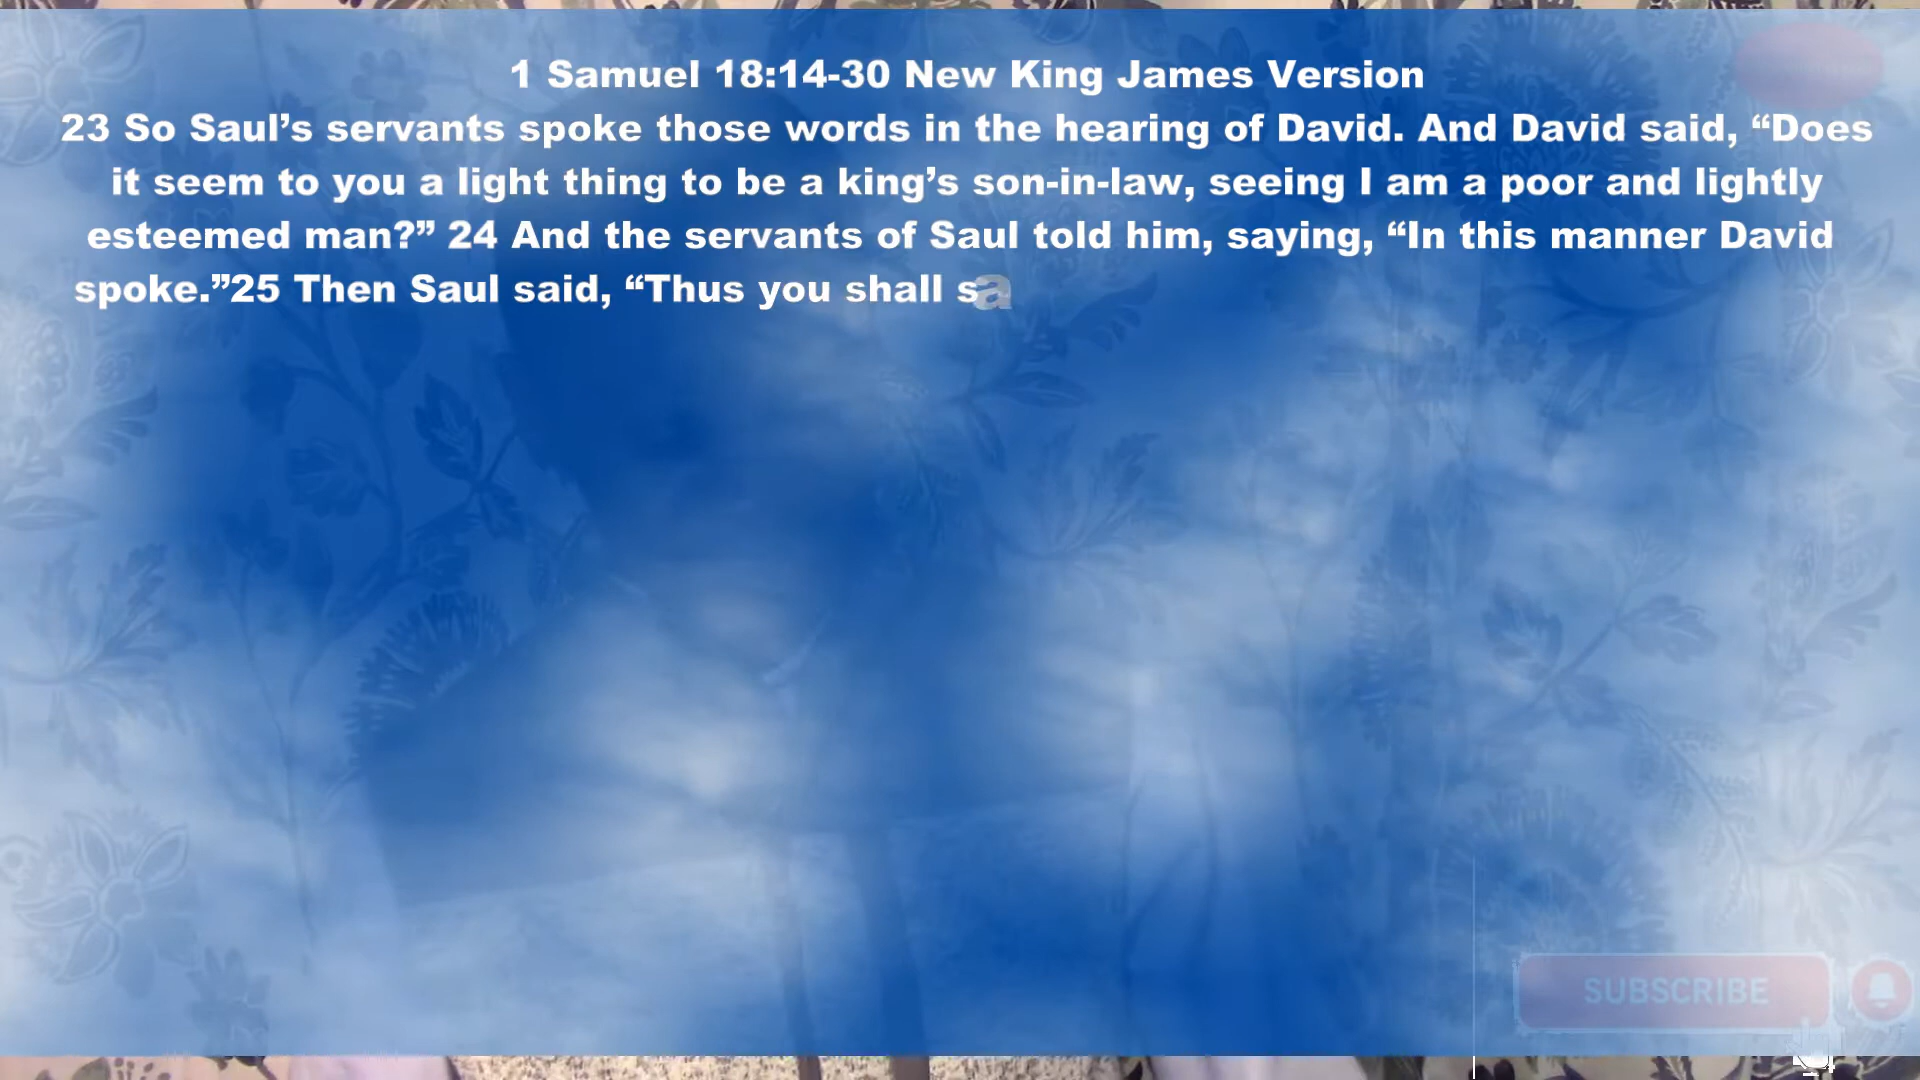 1 Samuel 18:14-30 New King James Version
23 So Saul’s servants spoke those words in the hearing of David. And David said, “Does
it seem to you a light thing to be a king’s son-in-law, seeing I am a poor and lightly
esteemed man?” 24 And the servants of Saul told him, saying, “In this manner David
spoke.”25 Then Saul said, “Thus you shall sa
SUBSCRIBE